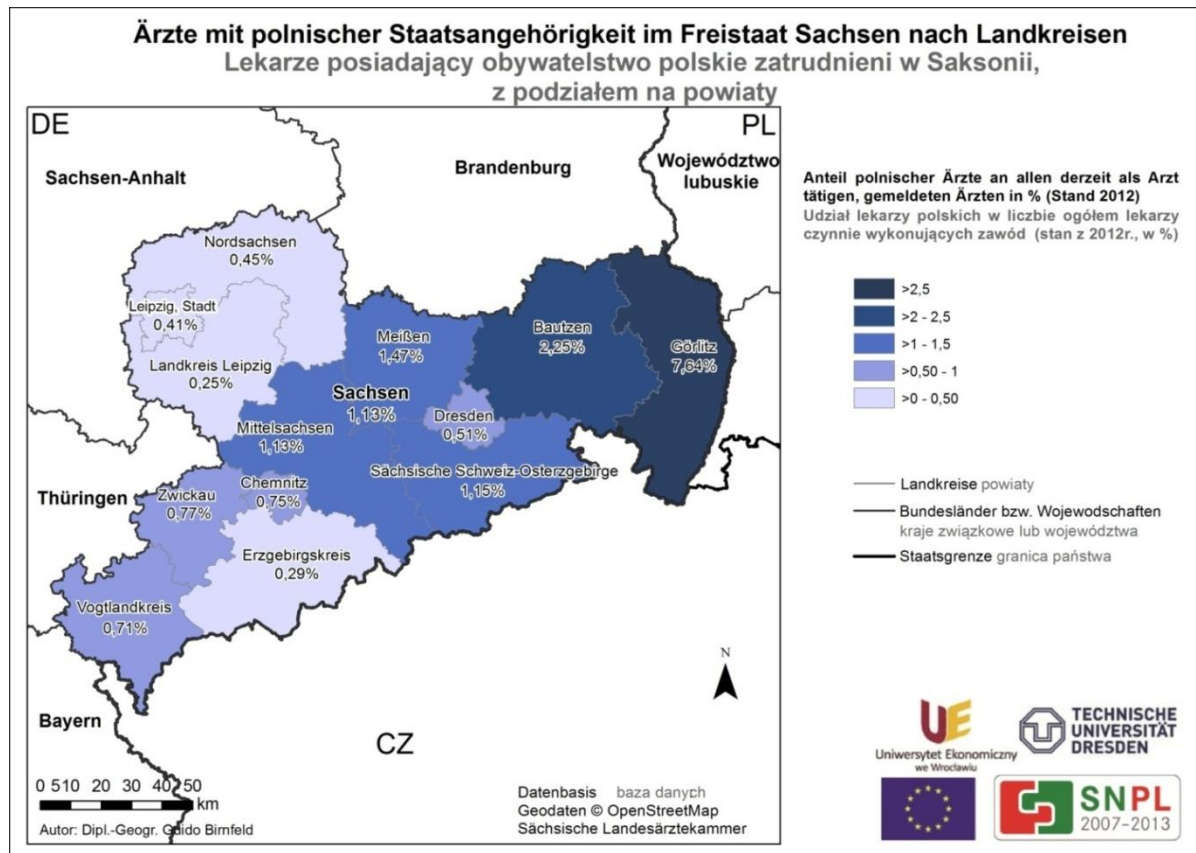 Ärzte mit polnischer Staatsangehörigkeit im Freistaat Sachsen nach Landkreisen
Lekarze posiadający obywatelstwo polskie zatrudnieni w Saksonii,
z podziałem na powiaty
DE
PL
Brandenburg
Województwo
lubuskie
Sachsen-Anhalt
Nordsachsen
0,45%
Leipzig, Stadt
0,41%
Landkreis Leipzig
0,25%
Meißen
1,47%
Bautzen
2,25%
Görlitz
7,64%
Sachsen
1,13%
Dresden
0,51%
Mittelsachsen
1,13%
Sächsische Schweiz-Osterzgebirge
1,15%
Thüringen
Zwickau
0,77%
Chemnitz
0,75%
Erzgebirgskreis
0,29%
Vogtlandkreis
0,71%
Bayern
CZ
N
0 510 20 30 40 50
km
Autor: Dipl.-Geogr. Guido Birnfeld
Datenbasis baza danych
Geodaten © OpenStreetMap
Sächsische Landesärztekammer
Anteil polnischer Ärzte an allen derzeit als Arzt
tätigen, gemeldeten Ärzten in % (Stand 2012)
Udział lekarzy polskich w liczbie ogółem lekarzy
czynnie wykonujących zawód (stan z 2012r., w %)
>2,5
>2 - 2,5
>1 - 1,5
>0,50 - 1
>0 - 0,50
Landkreise powiaty
Bundesländer bzw. Wojewodschaften
kraje związkowe lub województwa
Staatsgrenze granica państwa
UE
Uniwersytet Ekonomiczny
we Wrocławiu
TECHNISCHE
UNIVERSITÄT
DRESDEN
SNPL
2007-2013